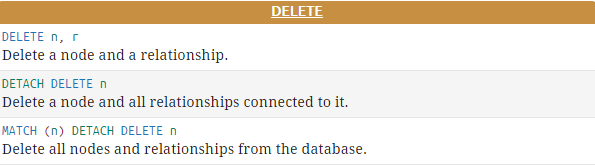 DELETE
DELETE n, r
Delete a node and a relationship.
DETACH DELETE n
Delete a node and all relationships connected to it.
MATCH (n) DETACH DELETE n
Delete all nodes and relationships from the database.